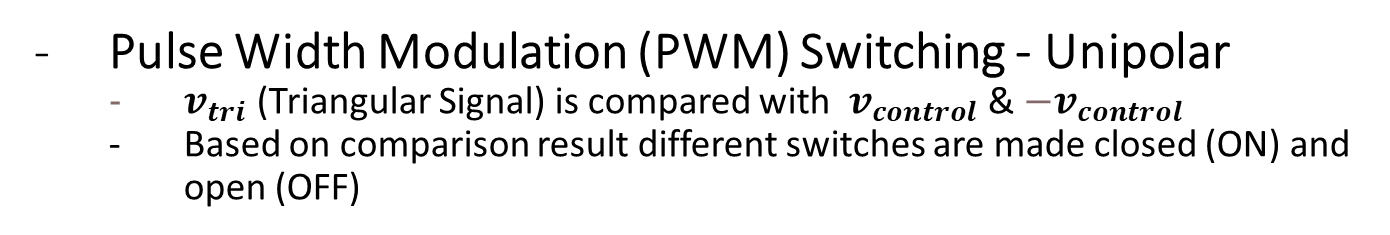 - Pulse Width Modulation (PWM) Switching - Unipolar
- v_tri (Triangular Signal) is compared with v_control & −v_control
- Based on comparison result different switches are made closed (ON) and
open (OFF)